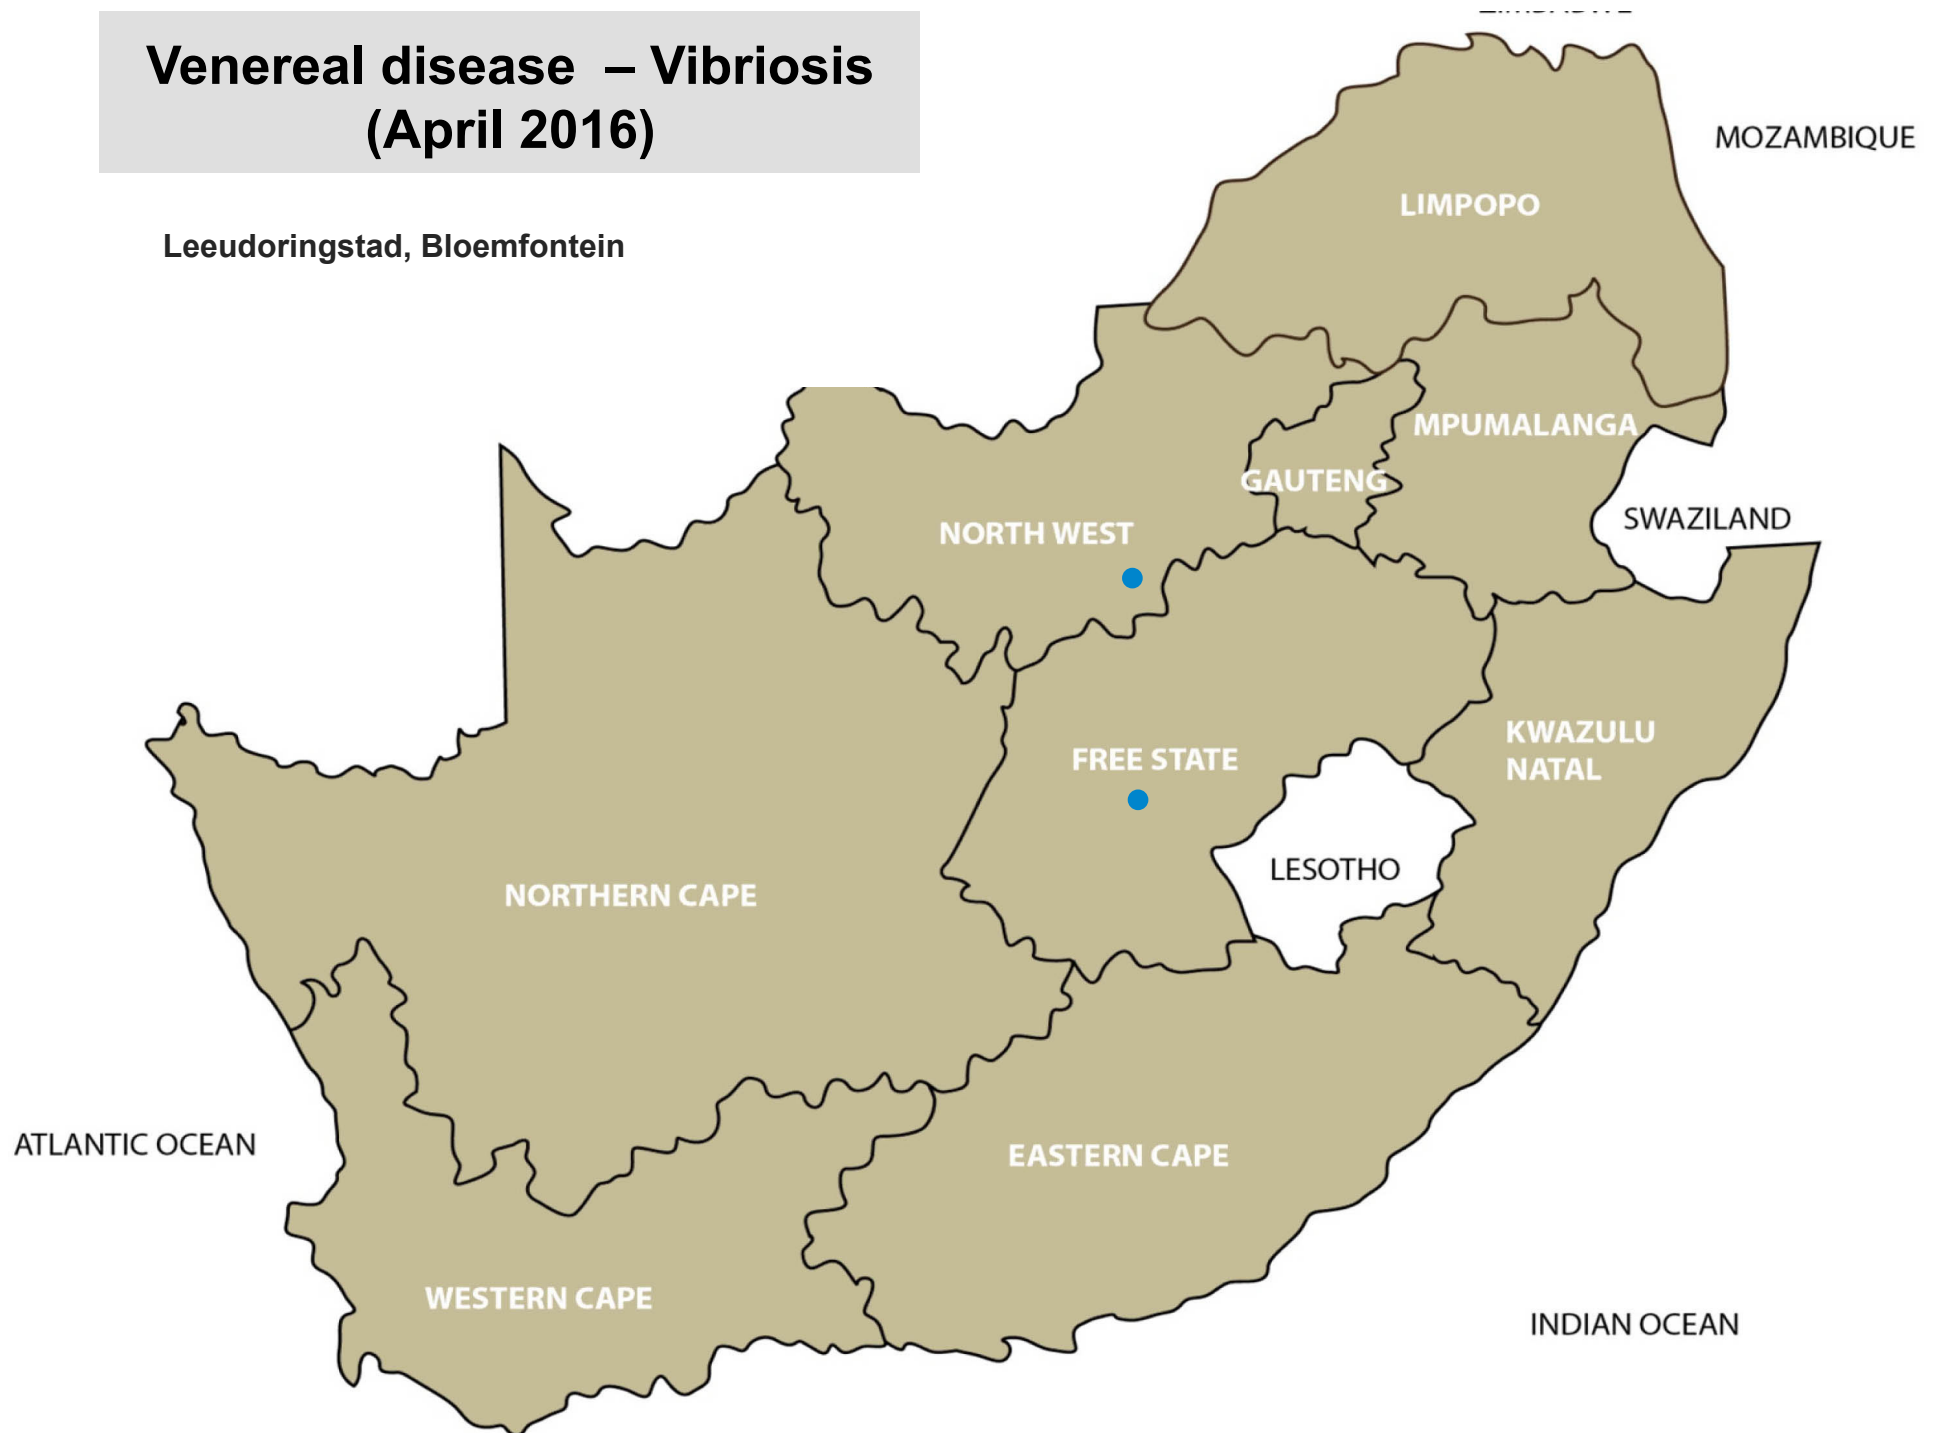 Venereal disease – Vibriosis
(April 2016)
MOZAMBIQUE
LIMPOPO
Leeudoringstad, Bloemfontein
MPUMALANGA
GAUTENG
SWAZILAND
NORTH WEST
KWAZULU
NATAL
FREE STATE
LESOTHO
NORTHERN CAPE
ATLANTIC OCEAN
EASTERN CAPE
WESTERN CAPE
INDIAN OCEAN